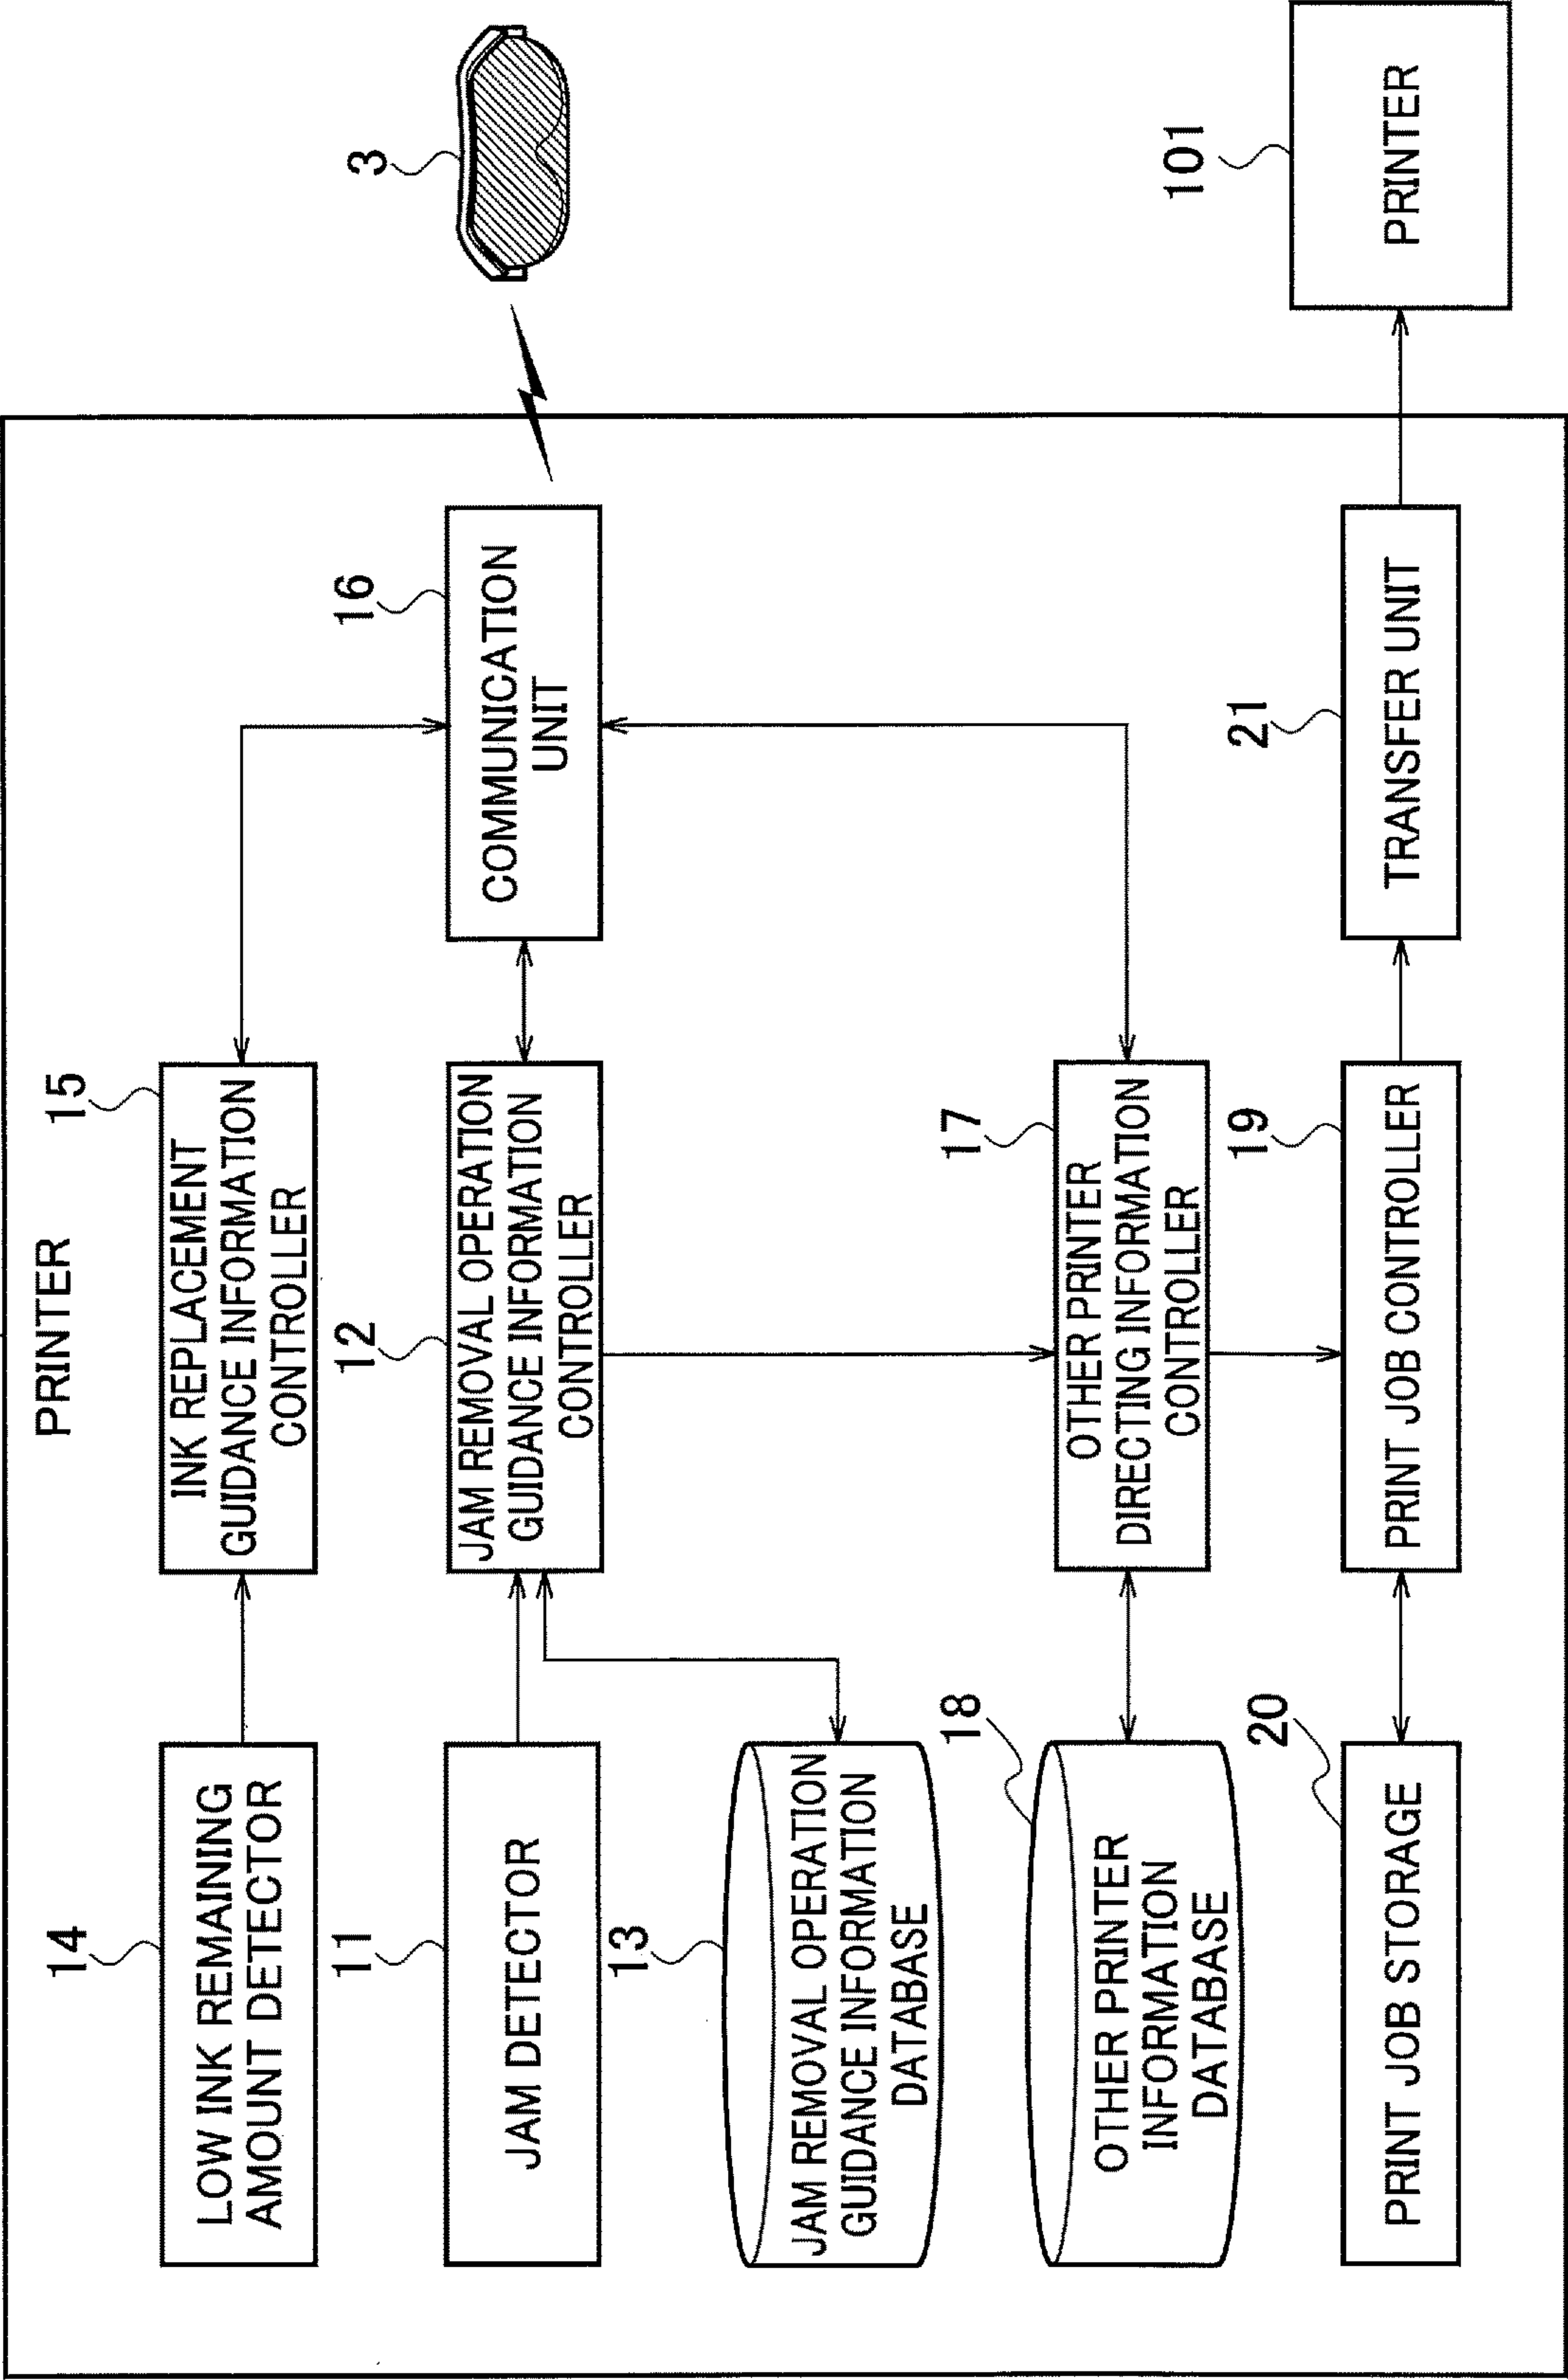 PRINTER
14
LOW INK REMAINING
AMOUNT DETECTOR
15
INK REPLACEMENT
GUIDANCE INFORMATION
CONTROLLER
11
JAM DETECTOR
12
JAM REMOVAL OPERATION
GUIDANCE INFORMATION
CONTROLLER
16
COMMUNICATION
UNIT
3
13
JAM REMOVAL OPERATION
GUIDANCE INFORMATION
DATABASE
18
OTHER PRINTER
INFORMATION
DATABASE
17
OTHER PRINTER
DIRECTING INFORMATION
CONTROLLER
20
PRINT JOB STORAGE
19
PRINT JOB CONTROLLER
21
TRANSFER UNIT
101
PRINTER